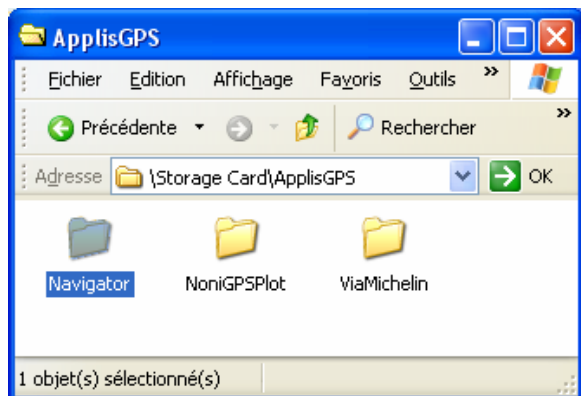 ApplisGPS
Fichier Edition Affichage Favoris Outils »
Précédente Rechercher »
Adresse \Storage Card\ApplisGPS OK
Navigator NoniGPSPlot ViaMichelin
1 objet(s) sélectionné(s)